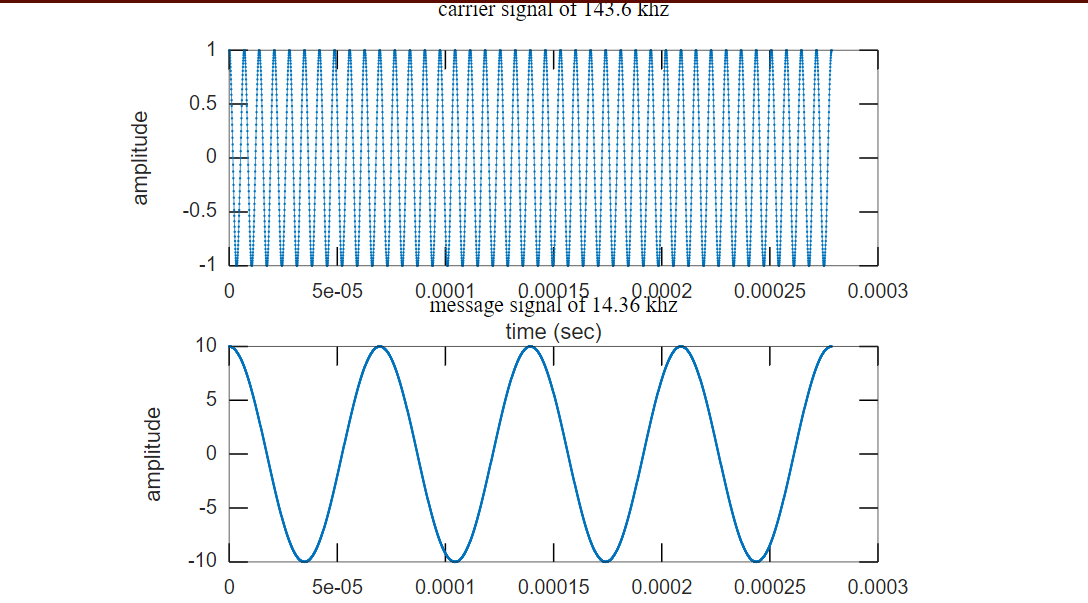 carrier signal of 143.6 khz
1
0.5
0
-0.5
-1
amplitude
0 5e-05 0.0001 0.00015 0.0002 0.00025 0.0003
time (sec)
message signal of 14.36 khz
10
5
0
-5
-10
amplitude
0 5e-05 0.0001 0.00015 0.0002 0.00025 0.0003